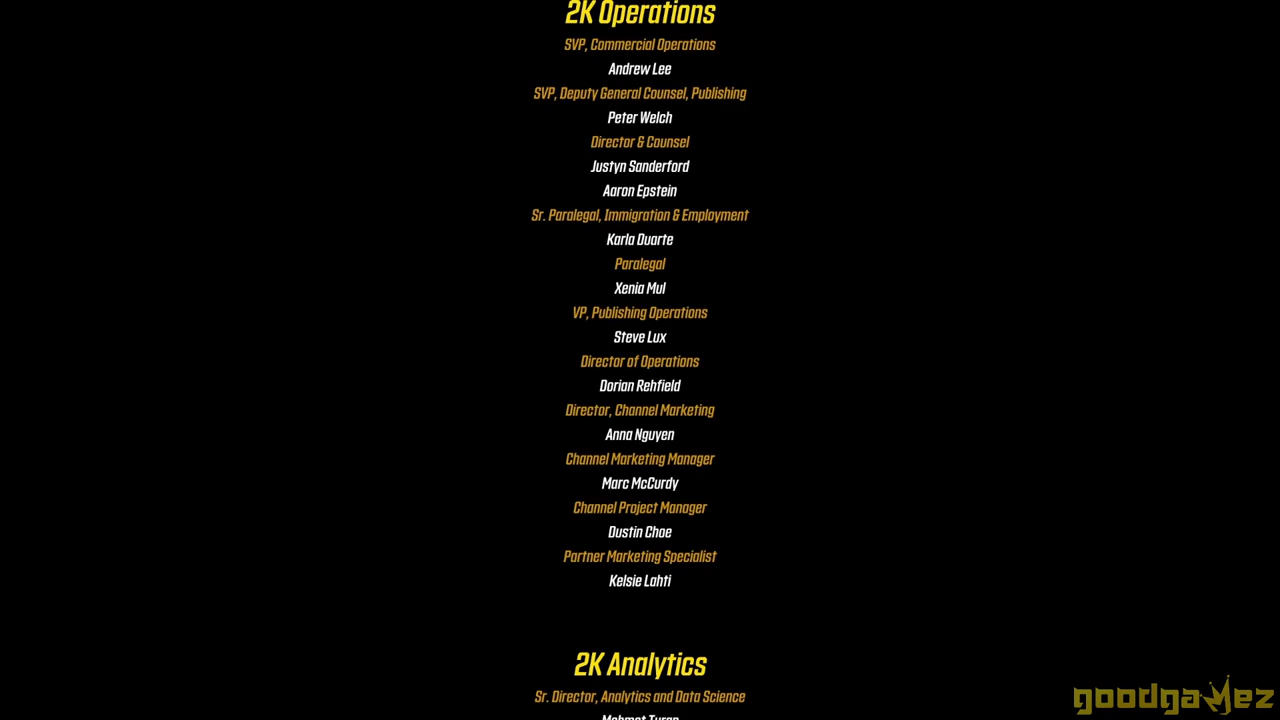 2K Operations
SVP, Commercial Operations
Andrew Lee
SVP, Deputy General Counsel, Publishing
Peter Welch
Director & Counsel
Justyn Sanderford
Aaron Epstein
Sr. Paralegal, Immigration & Employment
Karla Duarte
Paralegal
Xenia Mul
VP, Publishing Operations
Steve Lux
Director of Operations
Dorian Rehfield
Director, Channel Marketing
Anna Nguyen
Channel Marketing Manager
Marc McCurdy
Channel Project Manager
Dustin Choe
Partner Marketing Specialist
Kelsie Lahti
2K Analytics
Sr. Director, Analytics and Data Science
Mehmet Turan
goodgamez